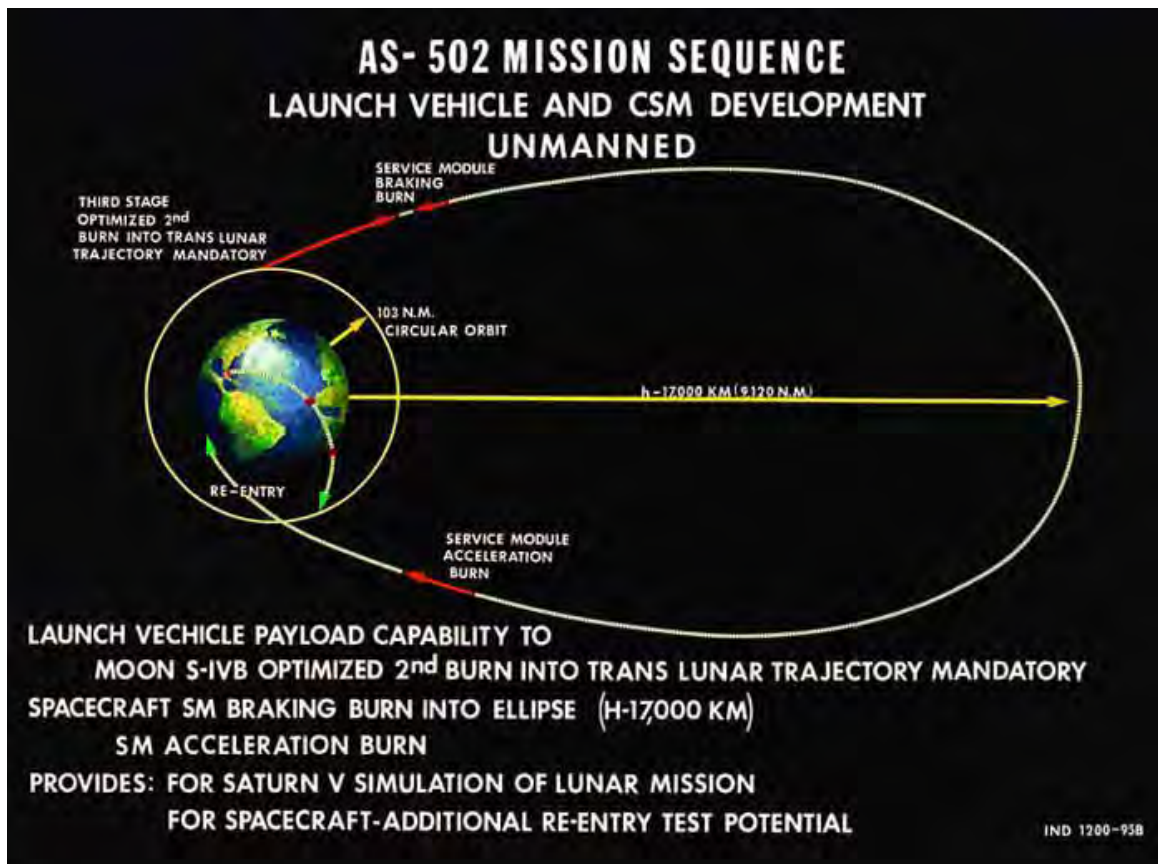 AS-502 MISSION SEQUENCE
LAUNCH VEHICLE AND CSM DEVELOPMENT
UNMANNED
SERVICE MODULE
BRAKING
BURN
THIRD STAGE
OPTIMIZED 2nd
BURN INTO TRANS LUNAR
TRAJECTORY MANDATORY
103 N.M.
CIRCULAR ORBIT
h-17,000 KM (9,120 N.M.)
RE-ENTRY
SERVICE MODULE
ACCELERATION
BURN
LAUNCH VECHICLE PAYLOAD CAPABILITY TO
MOON S-IVB OPTIMIZED 2nd BURN INTO TRANS LUNAR TRAJECTORY MANDATORY
SPACECRAFT SM BRAKING BURN INTO ELLIPSE (H-17,000 KM)
SM ACCELERATION BURN
PROVIDES: FOR SATURN V SIMULATION OF LUNAR MISSION
FOR SPACECRAFT-ADDITIONAL RE-ENTRY TEST POTENTIAL
IND 1200-95B